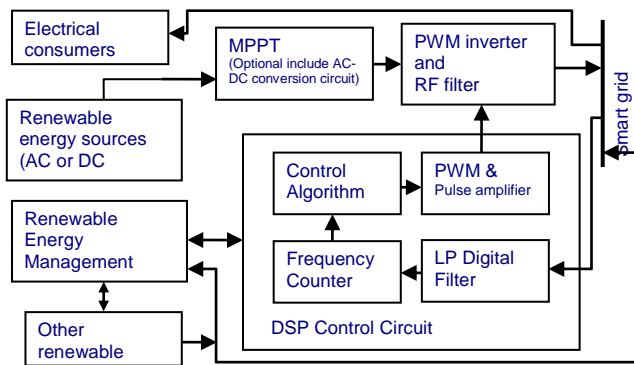 Electrical
consumers
MPPT
(Optional include AC-
DC conversion circuit)
PWM inverter
and
RF filter
Smart grid
Renewable
energy sources
(AC or DC
Control
Algorithm
PWM &
Pulse amplifier
Renewable
Energy
Management
Frequency
Counter
LP Digital
Filter
DSP Control Circuit
Other
renewable